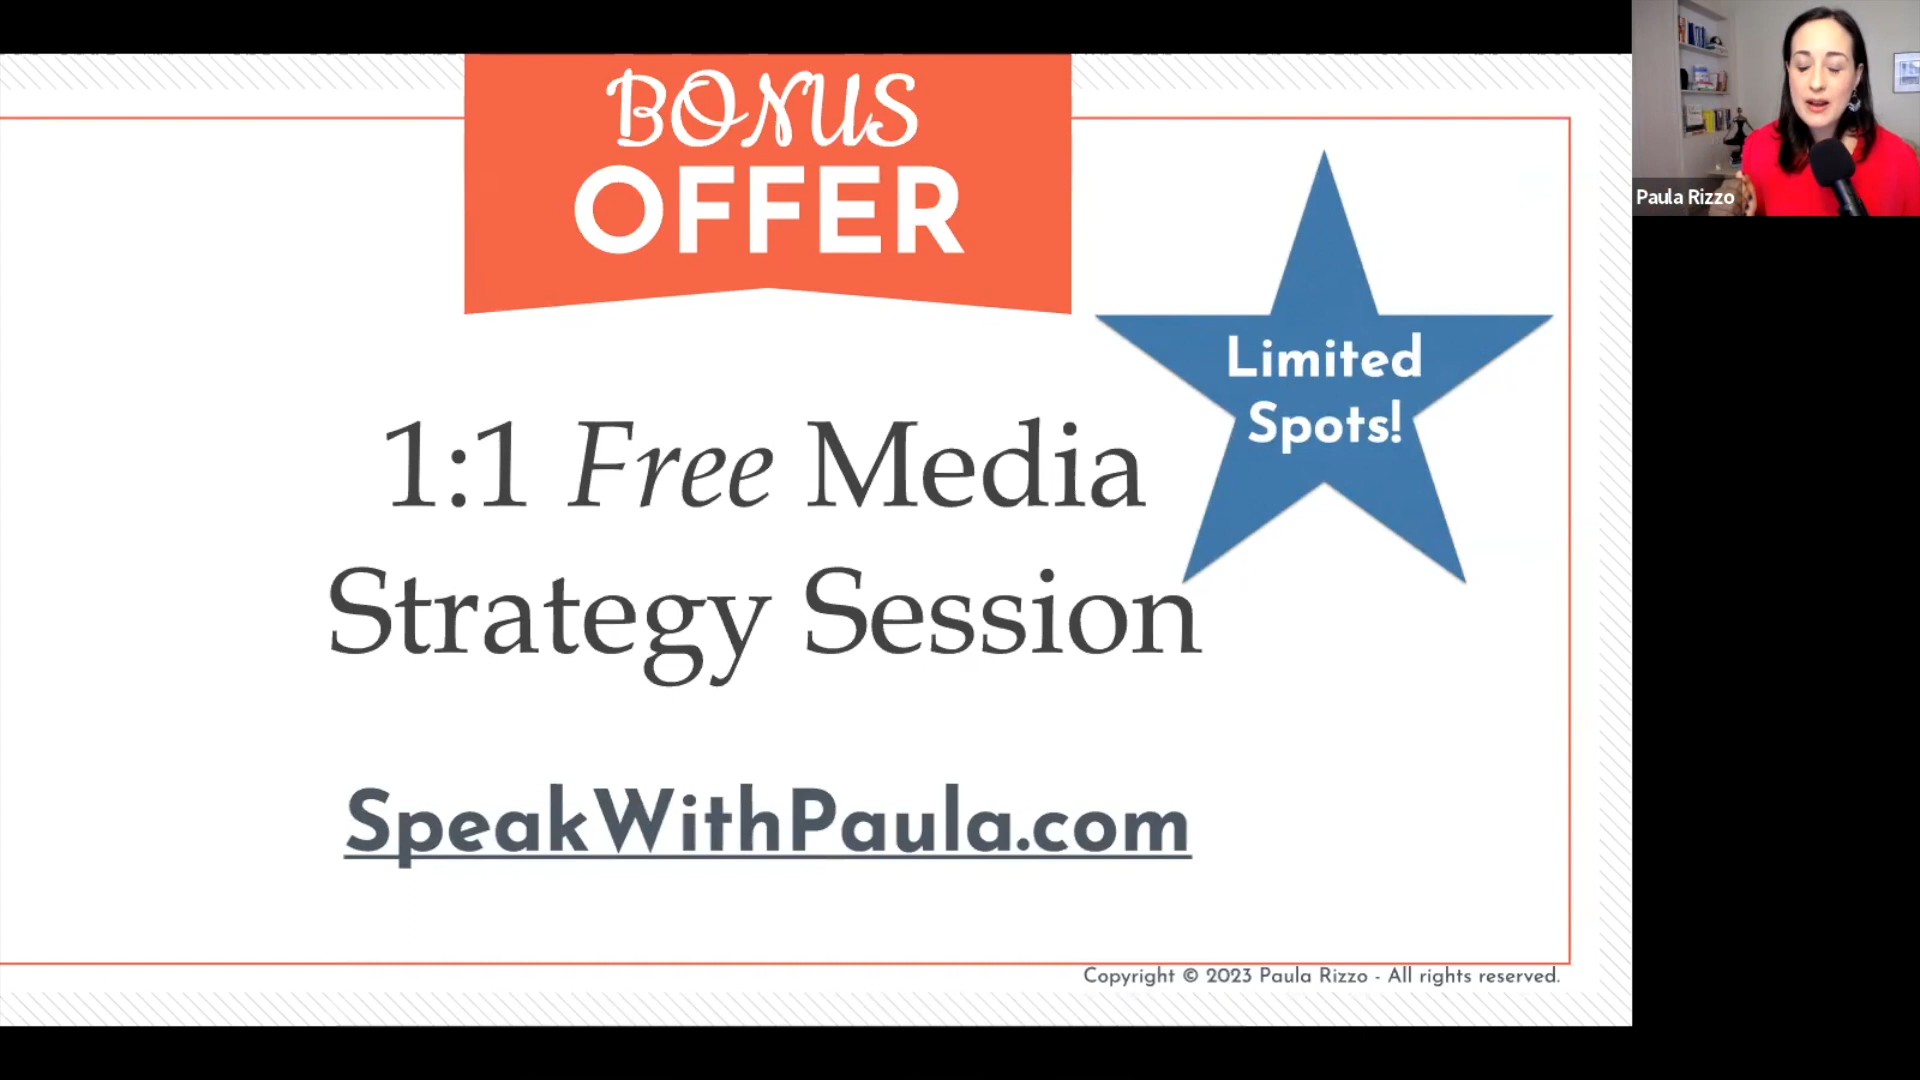 BONUS
OFFER
Limited
Spots!
1:1 Free Media
Strategy Session
SpeakWithPaula.com
Copyright © 2023 Paula Rizzo - All rights reserved.
Paula Rizzo